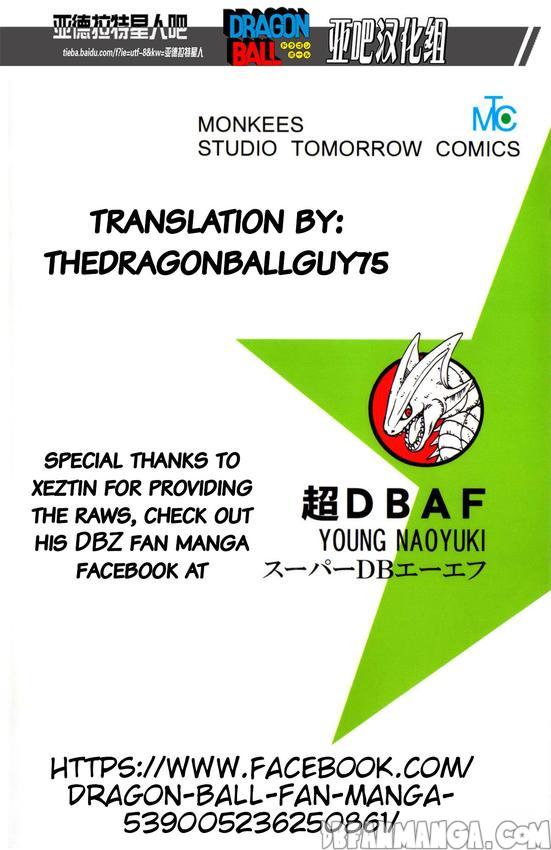 亚德拉特星人吧
tieba.baidu.com/f?ie=utf-8&kw=亚德拉特星人
DRAGON
BALL
ドラゴン
ボール
亚吧汉化组
MTC
MONKEES
STUDIO TOMORROW COMICS
TRANSLATION BY:
THEDRAGONBALLGUY75
SPECIAL THANKS TO
XEZTIN FOR PROVIDING
THE RAWS, CHECK OUT
HIS DBZ FAN MANGA
FACEBOOK AT
超DBAF
YOUNG NAOYUKI
スーパーDBエーエフ
HTTPS://WWW.FACEBOOK.COM/
DRAGON-BALL-FAN-MANGA-
539005236250861/
DBFANMANGA.COM